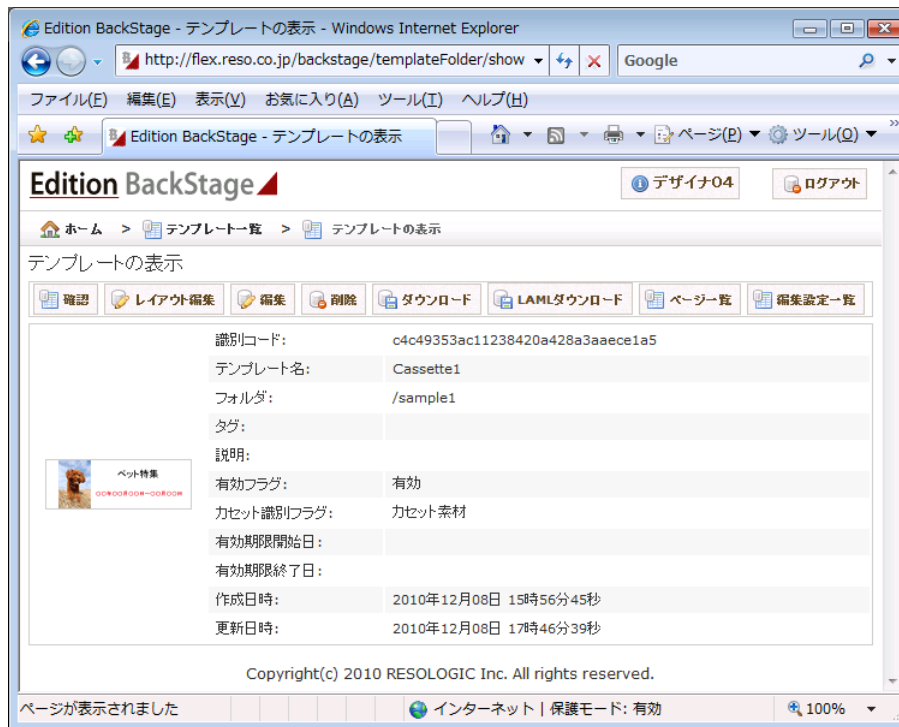 Edition BackStage - テンプレートの表示 - Windows Internet Explorer
http://flex.reso.co.jp/backstage/templateFolder/show
Google
ファイル(F) 編集(E) 表示(V) お気に入り(A) ツール(T) ヘルプ(H)
Edition BackStage - テンプレートの表示
ページ(P) ツール(O) »
Edition BackStage
デザイナ04 ログアウト
ホーム > テンプレート一覧 > テンプレートの表示
テンプレートの表示
確認 レイアウト編集 編集 削除 ダウンロード LAMLダウンロード ページ一覧 編集設定一覧
識別コード: c4c49353ac11238420a428a3aaece1a5
テンプレート名: Cassette1
フォルダ: /sample1
タグ:
説明:
ペット特集
有効フラグ: 有効
カセット識別フラグ: カセット素材
有効期限開始日:
有効期限終了日:
作成日時: 2010年12月08日 15時56分45秒
更新日時: 2010年12月08日 17時46分39秒
Copyright(c) 2010 RESOLOGIC Inc. All rights reserved.
ページが表示されました
インターネット | 保護モード: 有効
100%